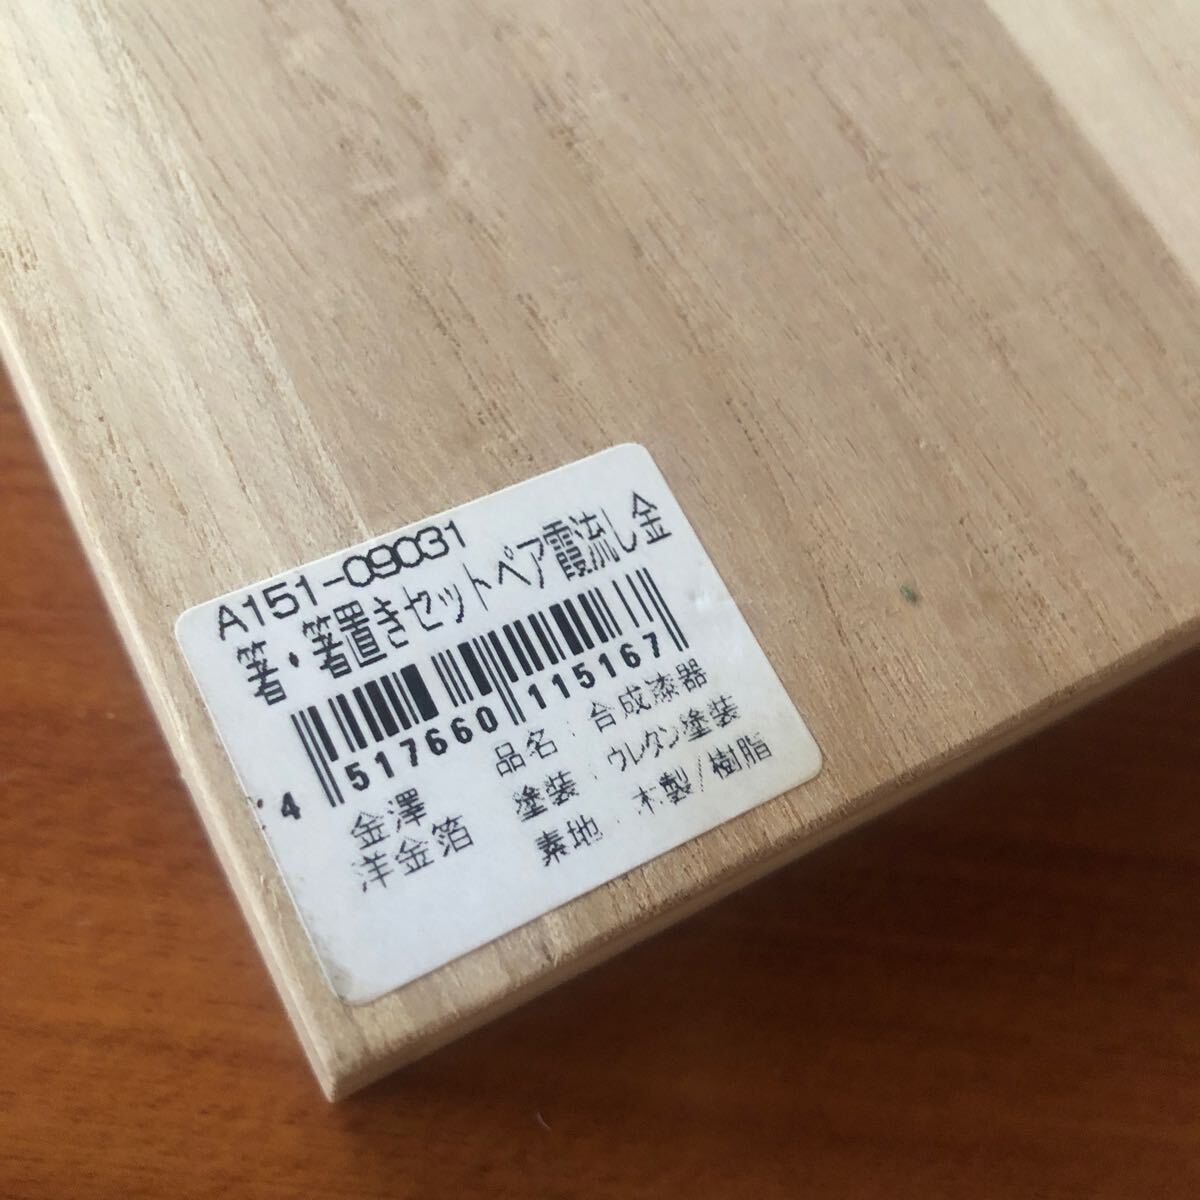 A151-09031
箸・箸置きセットペア霞流し金
4 517660 115167
金澤 品名：合成漆器
洋金箔 塗装：ウレタン塗装
素地：木製/樹脂